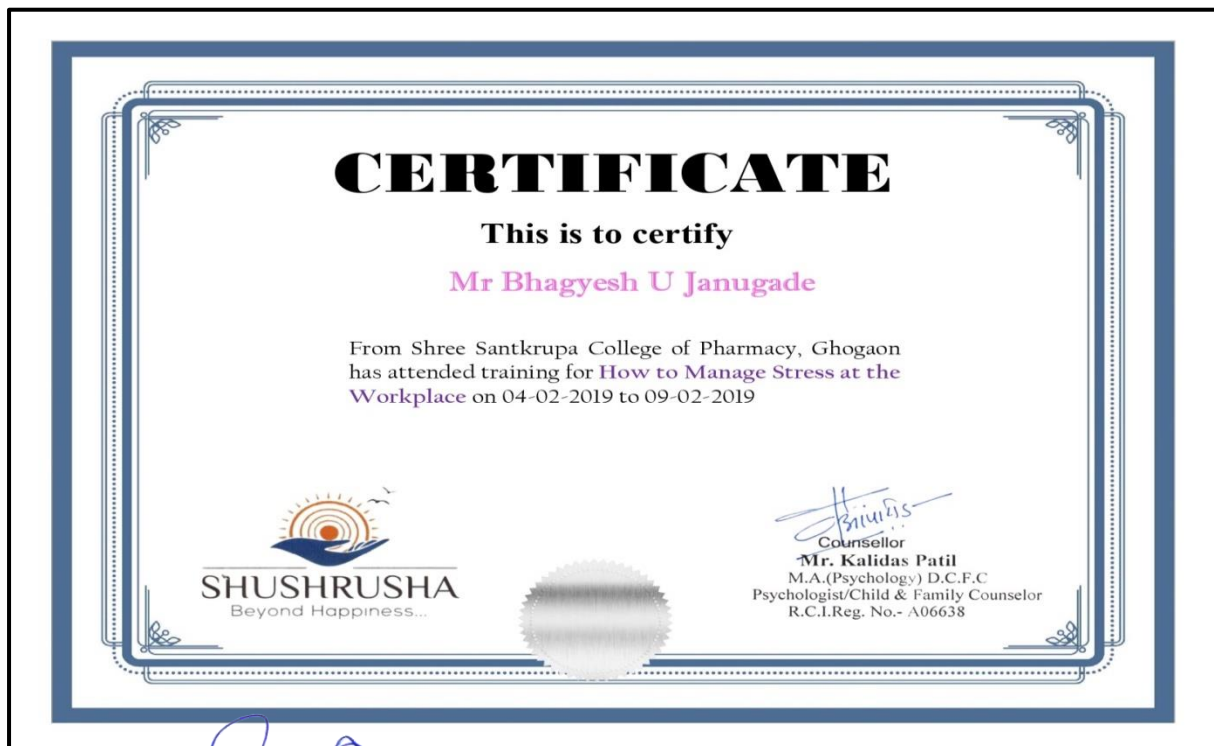 CERTIFICATE
This is to certify
Mr Bhagyesh U Janugade
From Shree Santkrupa College of Pharmacy, Ghogaon
has attended training for How to Manage Stress at the
Workplace on 04-02-2019 to 09-02-2019
SHUSHRUSHA
Beyond Happiness...
Counsellor
Mr. Kalidas Patil
M.A.(Psychology) D.C.F.C
Psychologist/Child & Family Counselor
R.C.I.Reg. No.- A06638